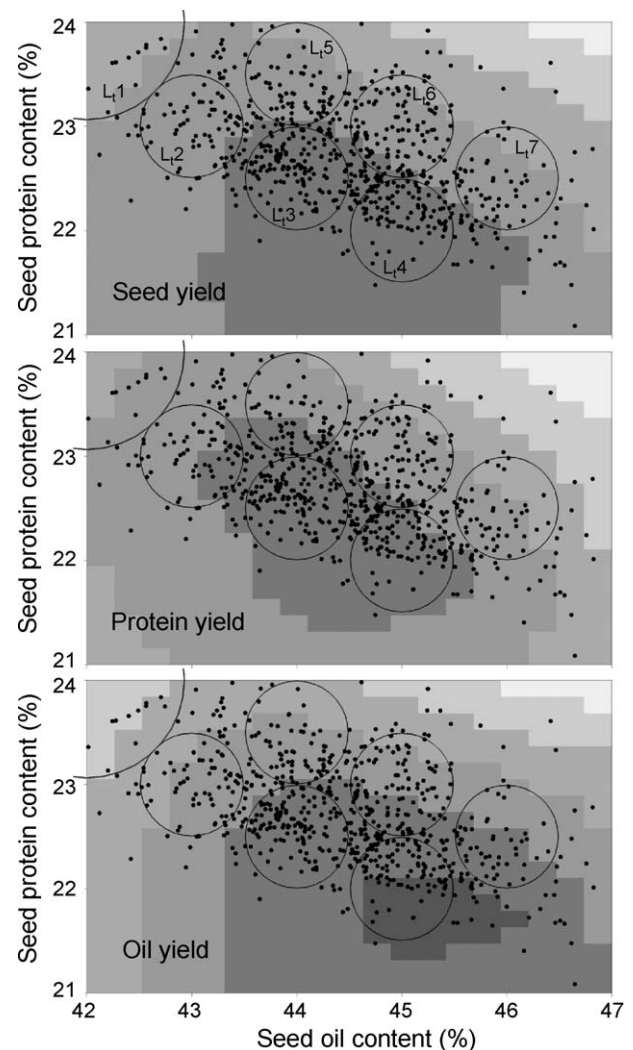 Seed protein content (%)
24
23
22
21
Lt1
Lt2
Lt3
Lt4
Lt5
Lt6
Lt7
Seed yield
Seed protein content (%)
24
23
22
21
Protein yield
Seed protein content (%)
24
23
22
21
Oil yield
42 43 44 45 46 47
Seed oil content (%)